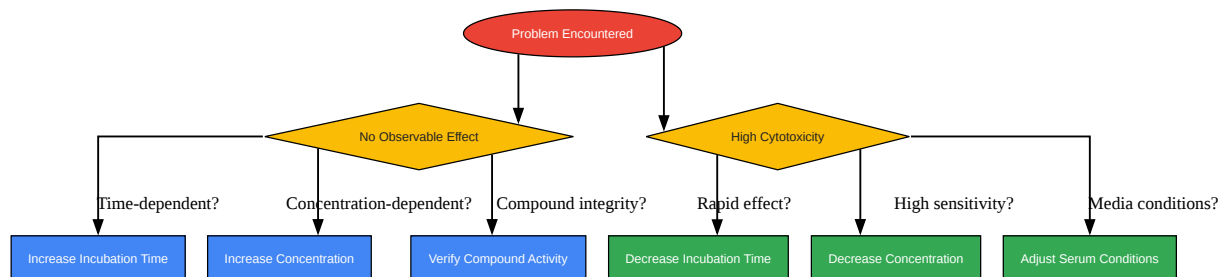 Problem Encountered
No Observable Effect
High Cytotoxicity
Time-dependent?
Concentration-dependent?
Compound integrity?
Rapid effect?
High sensitivity?
Media conditions?
Increase Incubation Time
Increase Concentration
Verify Compound Activity
Decrease Incubation Time
Decrease Concentration
Adjust Serum Conditions